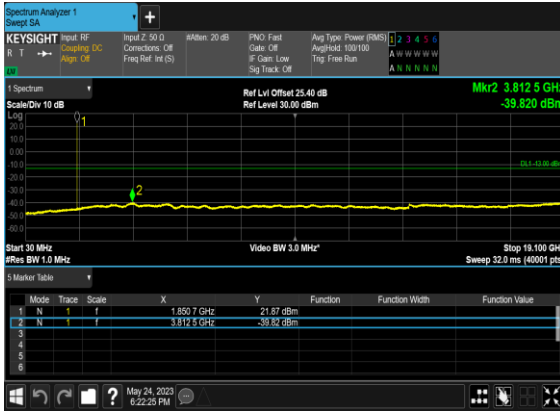 Spectrum Analyzer 1
Swept SA
+
KEYSIGHT Input: RF Input Z: 50 Ω #Atten: 20 dB PNO: Fast Avg Type: Power (RMS) 1 2 3 4 5 6
R T Coupling: DC Corrections: Off Gate: Off Avg|Hold: 100/100 A W W W W W
Align: Off Freq Ref: Int (S) IF Gain: Low Trig: Free Run
LXI Sig Track: Off A N N N N N
1 Spectrum Ref Lvl Offset 25.40 dB Mkr2 3.812 5 GHz
Scale/Div 10 dB Ref Level 30.00 dBm -39.820 dBm
Log
20.0
10.0
0.00
-10.0
-20.0
-30.0
-40.0
-50.0
-60.0
1
2
DL1 -13.00 dBm
Start 30 MHz Video BW 3.0 MHz* Stop 19.100 GHz
#Res BW 1.0 MHz Sweep 32.0 ms (40001 pts)
5 Marker Table
Mode Trace Scale X Y Function Function Width Function Value
1 N 1 f 1.850 7 GHz 21.87 dBm
2 N 1 f 3.812 5 GHz -39.82 dBm
3
4
5
6
? May 24, 2023
6:22:25 PM